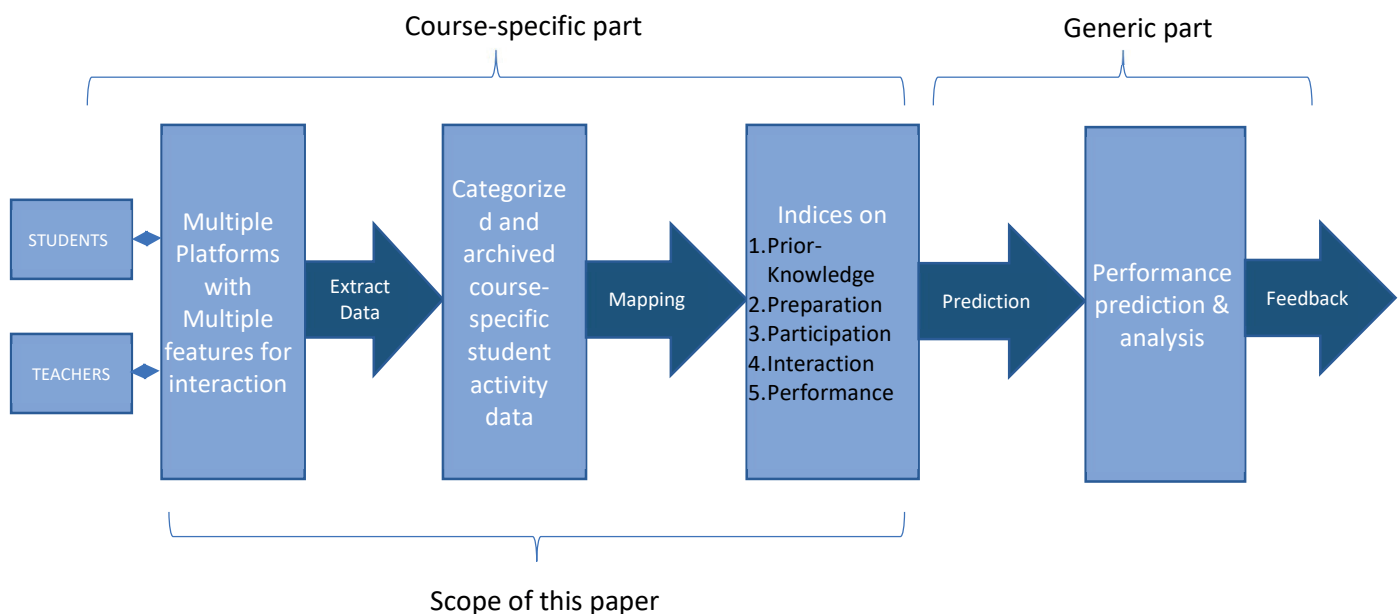 Course-specific part
Generic part
STUDENTS
TEACHERS
Multiple
Platforms
with
Multiple
features for
interaction
Extract
Data
Categorize
d and
archived
course-
specific
student
activity
data
Mapping
Indices on
1.Prior-
Knowledge
2.Preparation
3.Participation
4.Interaction
5.Performance
Prediction
Performance
prediction &
analysis
Feedback
Scope of this paper